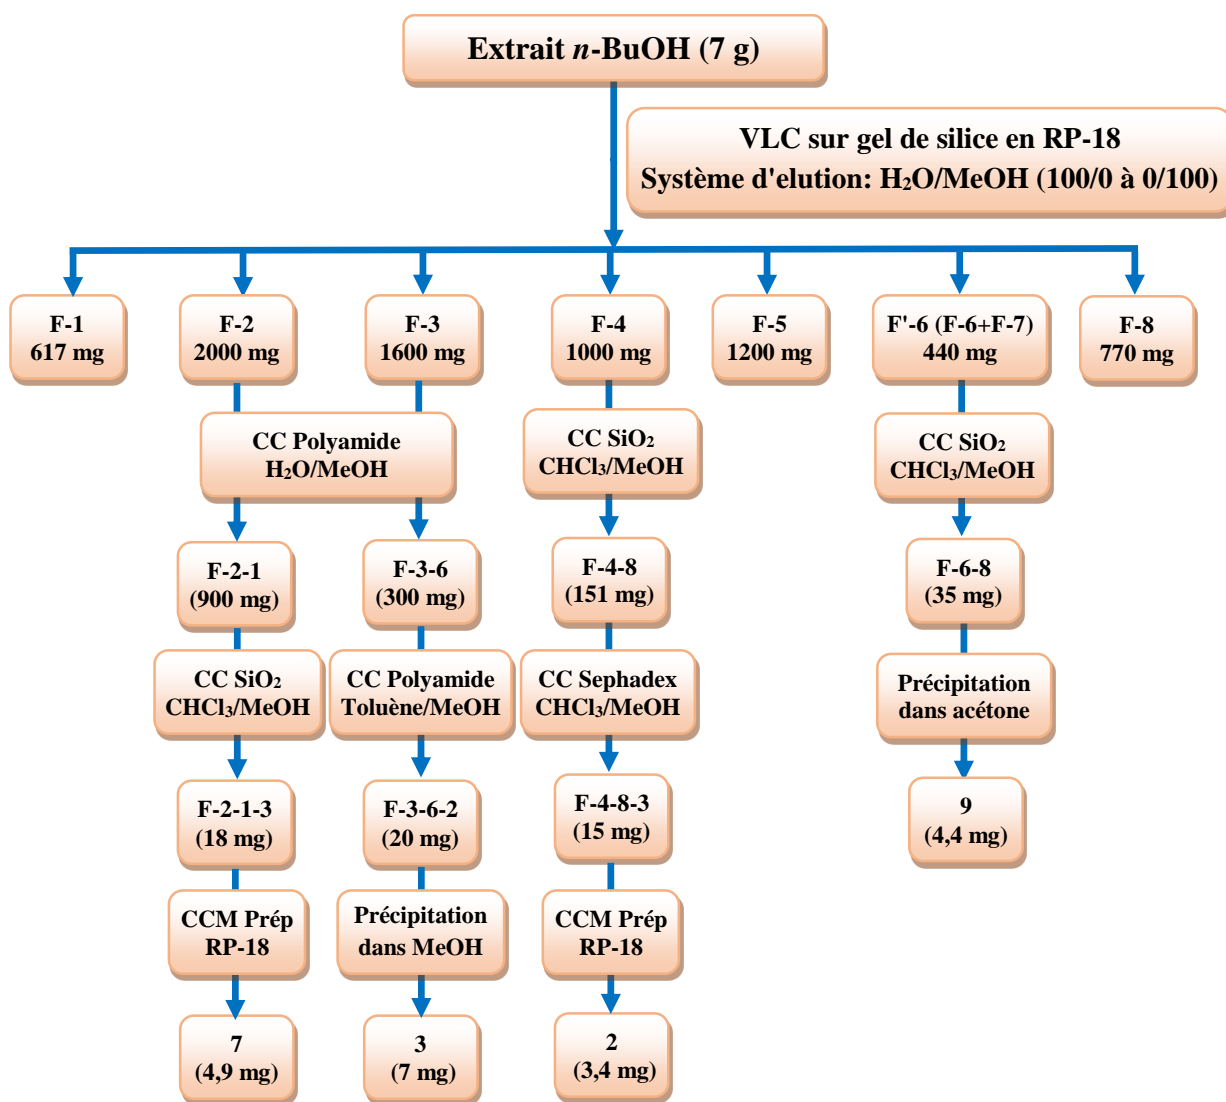 Extrait n-BuOH (7 g)
VLC sur gel de silice en RP-18
Système d'elution: H₂O/MeOH (100/0 à 0/100)
F-1
617 mg
F-2
2000 mg
F-3
1600 mg
F-4
1000 mg
F-5
1200 mg
F'-6 (F-6+F-7)
440 mg
F-8
770 mg
CC Polyamide
H₂O/MeOH
CC SiO₂
CHCl₃/MeOH
CC SiO₂
CHCl₃/MeOH
F-2-1
(900 mg)
F-3-6
(300 mg)
F-4-8
(151 mg)
F-6-8
(35 mg)
CC SiO₂
CHCl₃/MeOH
CC Polyamide
Toluène/MeOH
CC Sephadex
CHCl₃/MeOH
Précipitation
dans acétone
F-2-1-3
(18 mg)
F-3-6-2
(20 mg)
F-4-8-3
(15 mg)
9
(4,4 mg)
CCM Prép
RP-18
Précipitation
dans MeOH
CCM Prép
RP-18
7
(4,9 mg)
3
(7 mg)
2
(3,4 mg)